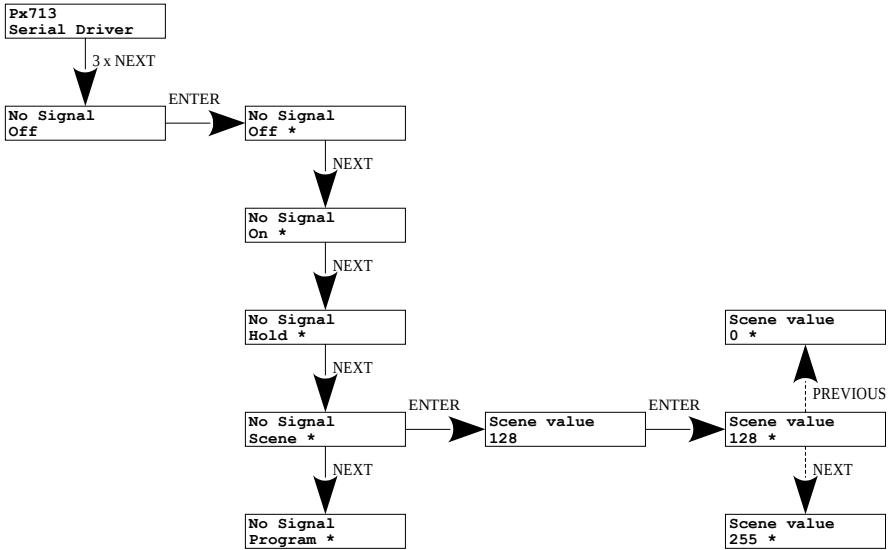 Px713
Serial Driver
3 x NEXT
No Signal
Off
ENTER
No Signal
Off *
NEXT
No Signal
On *
NEXT
No Signal
Hold *
NEXT
No Signal
Scene *
ENTER
Scene value
128
ENTER
Scene value
128 *
PREVIOUS
Scene value
0 *
NEXT
Scene value
255 *
NEXT
No Signal
Program *